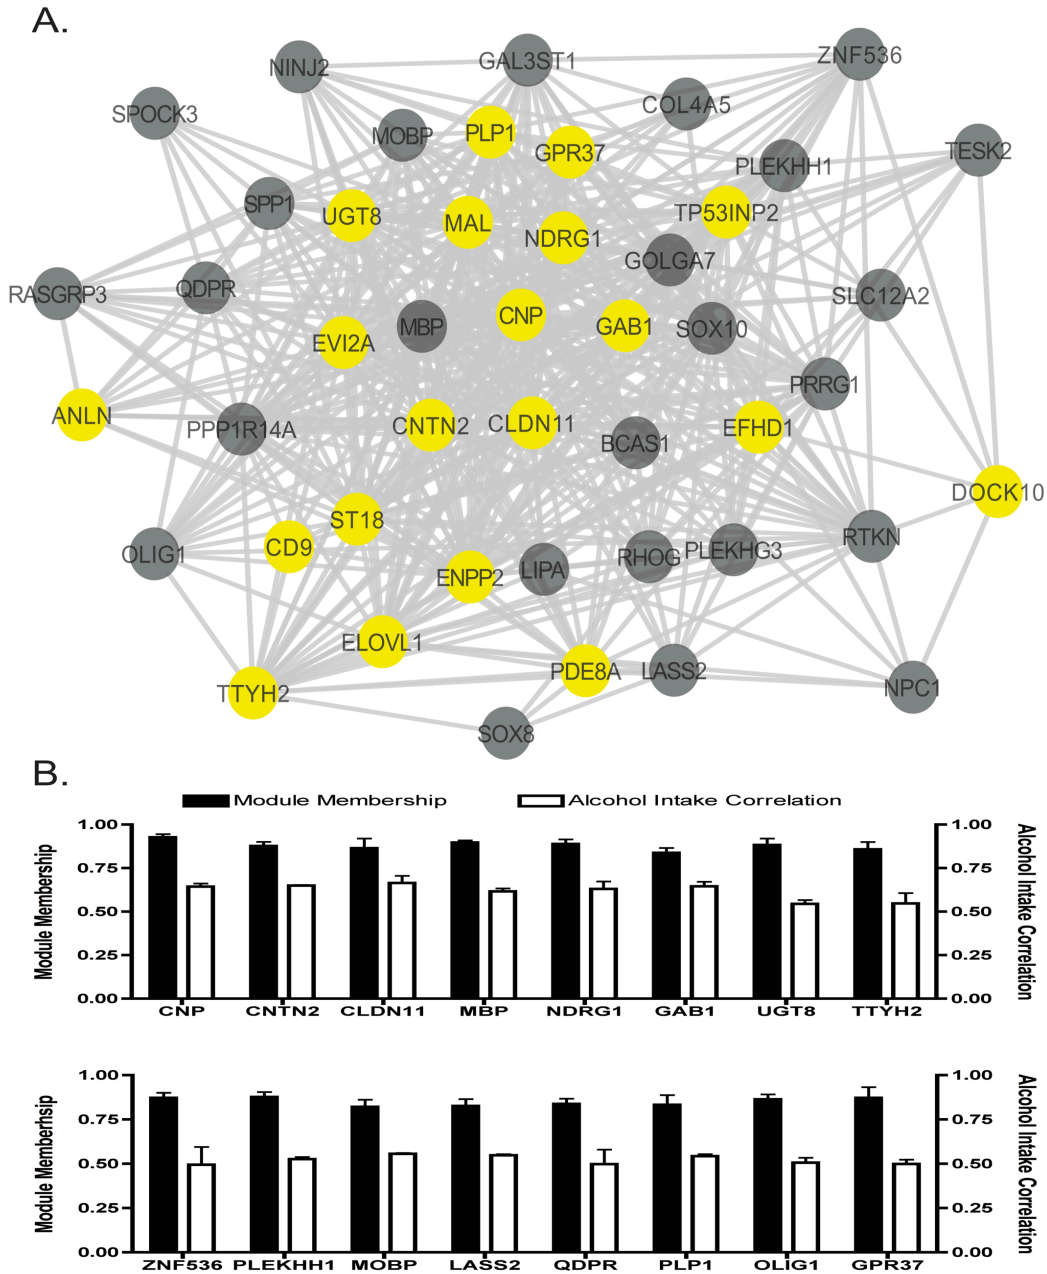 A.
ZNF536
GAL3ST1
NINJ2
COL4A5
SPOCK3
MOBP
PLP1
GPR37
TESK2
PLEKHH1
SPP1
UGT8
MAL
TP53INP2
NDRG1
GOLGA7
RASGRP3
QDPR
SLC12A2
CNP
MBP
GAB1
SOX10
EVI2A
PRRG1
ANLN
PPP1R14A
CNTN2
CLDN11
EFHD1
BCAS1
DOCK10
ST18
RTKN
CD9
OLIG1
PLEKHG3
RHOG
LIPA
ENPP2
ELOVL1
PDE8A
LASS2
NPC1
TTYH2
SOX8
B.
Module Membership Alcohol Intake Correlation
Module Membership
Alcohol Intake Correlation
1.00 1.00
0.75 0.75
0.50 0.50
0.25 0.25
0.00 0.00
CNP CNTN2 CLDN11 MBP NDRG1 GAB1 UGT8 TTYH2
Module Memberhsip
Alcohol Intake Correlation
1.00 1.00
0.75 0.75
0.50 0.50
0.25 0.25
0.00 0.00
ZNF536 PLEKHH1 MOBP LASS2 QDPR PLP1 OLIG1 GPR37